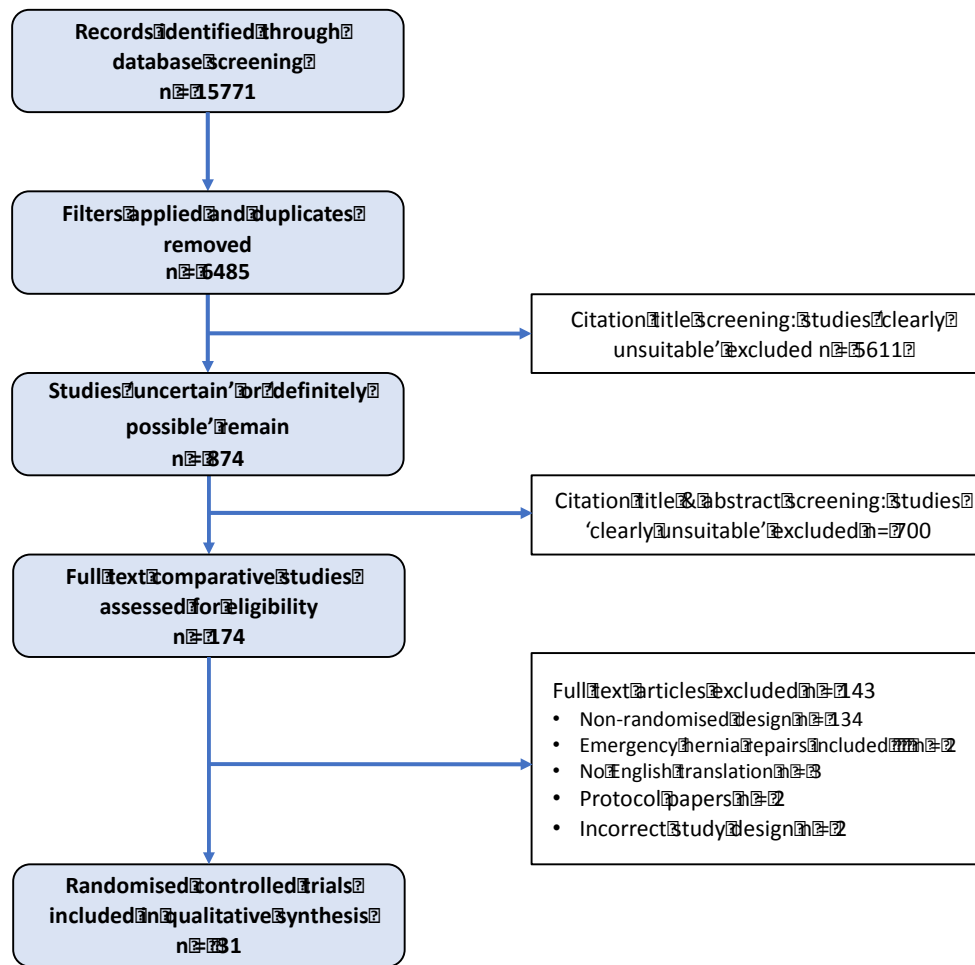 Records identified through
database screening
n = 15771
Filters applied and duplicates
removed
n = 6485
Citation title screening: studies ‘clearly
unsuitable’ excluded n = 5611
Studies ‘uncertain’ or ‘definitely
possible’ remain
n = 874
Citation title & abstract screening: studies
‘clearly unsuitable’ excluded n = 700
Full text comparative studies
assessed for eligibility
n = 174
Full text articles excluded n = 143
• Non-randomised design n = 134
• Emergency hernia repairs included n = 2
• No English translation n = 3
• Protocol papers n = 2
• Incorrect study design n = 2
Randomised controlled trials
included in qualitative synthesis
n = 31